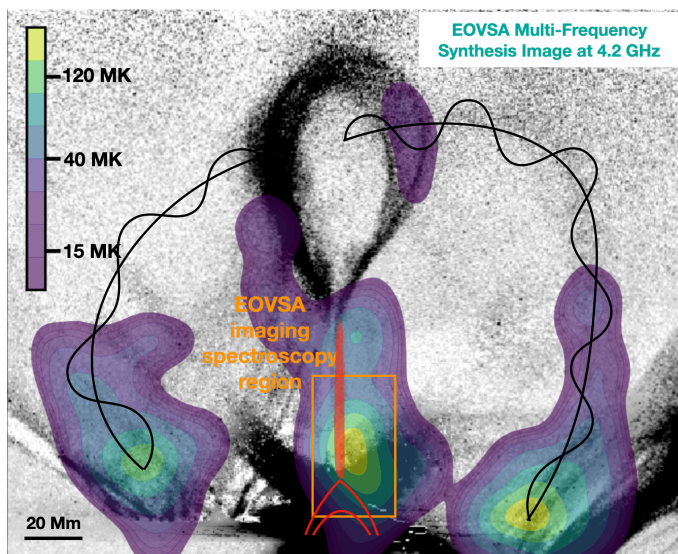 EOVSA Multi-Frequency
Synthesis Image at 4.2 GHz
120 MK
40 MK
15 MK
EOVSA
imaging
spectroscopy
region
20 Mm